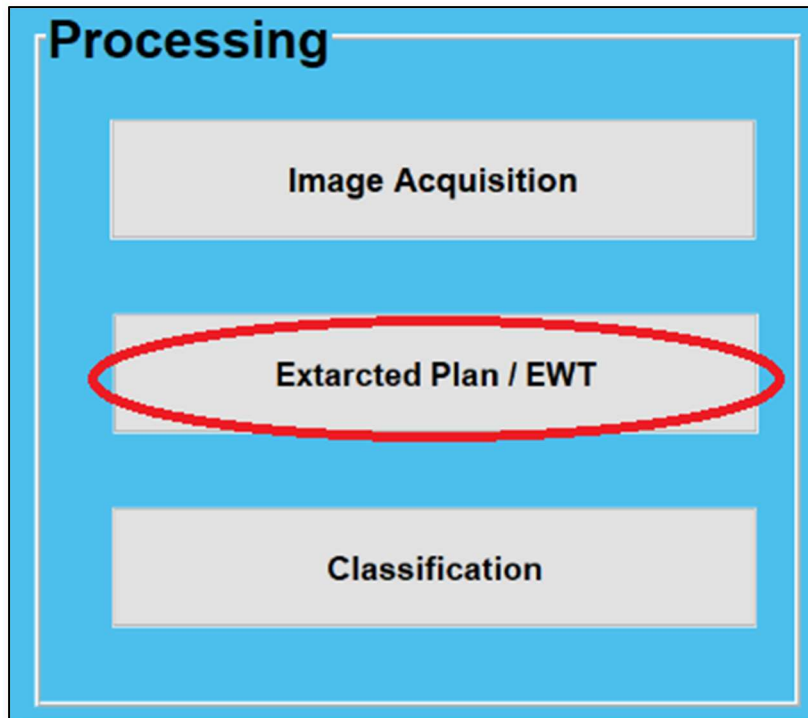 Processing
Image Acquisition
Extarcted Plan / EWT
Classification